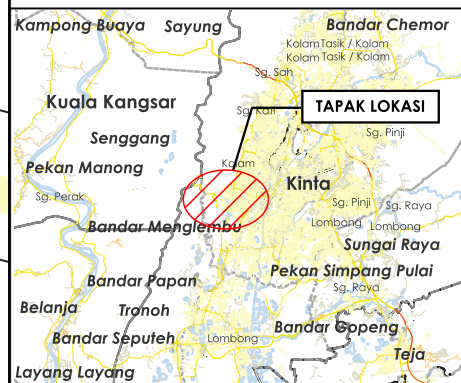 Kampong Buaya
Sayung
Bandar Chemor
Kolam Tasik / Kolam
Kolam Tasik / Kolam
Sg. Sah
Kuala Kangsar
TAPAK LOKASI
Sg. Pinji
Senggang
Kolam
Pekan Manong
Kinta
Sg. Perak
Sg. Pinji
Sg. Raya
Bandar Menglembu
Lombong
Lombong
Sungai Raya
Pekan Simpang Pulai
Bandar Papan
Sg. Raya
Belanja
Tronoh
Bandar Gopeng
Bandar Seputeh
Lombong
Teja
Layang Layang